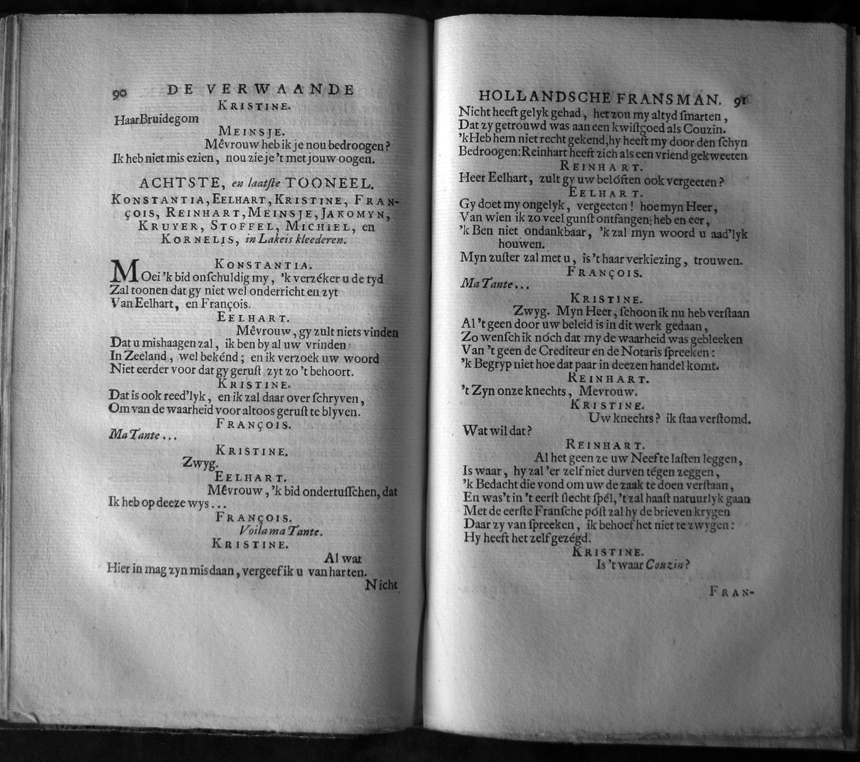 90 DE VERWAANDE
KRISTINE.
Haar Bruidegom
MEINSJE.
Mêvrouw heb ik je nou bedroogen?
Ik heb niet mis ezien, nou zie je 't met jouw oogen.
ACHTSTE, en laatſte TOONEEL.
KONSTANTIA, EELHART, KRISTINE, FRAN-
ÇOIS, REINHART, MEINSJE, JAKOMYN,
KRUYER, STOFFEL, MICHIEL, en
KORNELIS, in Lakeis kleederen.
KONSTANTIA.
MOei 'k bid onſchuldig my, 'k verzéker u de tyd
Zal toonen dat gy niet wel onderricht en zyt
Van Eelhart, en François.
EELHART.
Mêvrouw, gy zult niets vinden
Dat u mishaagen zal, ik ben by al uw vrinden
In Zeeland, wel bekénd; en ik verzoek uw woord
Niet eerder voor dat gy geruſt zyt zo 't behoort.
KRISTINE.
Dat is ook reed'lyk, en ik zal daar over ſchryven,
Om van de waarheid voor altoos geruſt te blyven.
FRANÇOIS.
Ma Tante...
KRISTINE.
Zwyg.
EELHART.
Mêvrouw, 'k bid ondertuſſchen, dat
Ik heb op deeze wys...
FRANÇOIS.
Voila ma Tante.
KRISTINE.
Al wat
Hier in mag zyn misdaan, vergeef ik u van harten.
Nicht
HOLLANDSCHE FRANSMAN. 91
Nicht heeft gelyk gehad, het zou my altyd ſmarten,
Dat zy getrouwd was aan een kwiſtgoed als Couzin.
'k Heb hem niet recht gekend, hy heeft my door den ſchyn
Bedroogen: Reinhart heeft zich als een vriend gekweeten
REINHART.
Heer Eelhart, zult gy uw belóften ook vergeeten?
EELHART.
Gy doet my ongelyk, vergeeten! hoe myn Heer,
Van wien ik zo veel gunſt ontfangen heb en eer,
'k Ben niet ondankbaar, 'k zal myn woord u aad'lyk
houwen.
Myn zuſter zal met u, is 't haar verkiezing, trouwen.
FRANÇOIS.
Ma Tante...
KRISTINE.
Zwyg. Myn Heer, ſchoon ik nu heb verſtaan
Al 't geen door uw beleid is in dit werk gedaan,
Zo wenſch ik nóch dat my de waarheid was gebleeken
Van 't geen de Crediteur en de Notaris ſpreeken:
'k Begryp niet hoe dat paar in deezen handel komt.
REINHART.
't Zyn onze knechts, Mevrouw.
KRISTINE.
Uw knechts? ik ſtaa verſtomd.
Wat wil dat?
REINHART.
Al het geen ze uw Neef te laſten leggen,
Is waar, hy zal 'er zelf niet durven tégen zeggen,
'k Bedacht die vond om uw de zaak te doen verſtaan,
En was 't in 't eerſt ſlecht ſpél, 't zal haaſt natuurlyk gaan
Met de eerſte Franſche póſt zal hy de brieven krygen
Daar zy van ſpreeken, ik behoef het niet te zwygen:
Hy heeft het zelf gezégd.
KRISTINE.
Is 't waar Couzin?
FRAN-